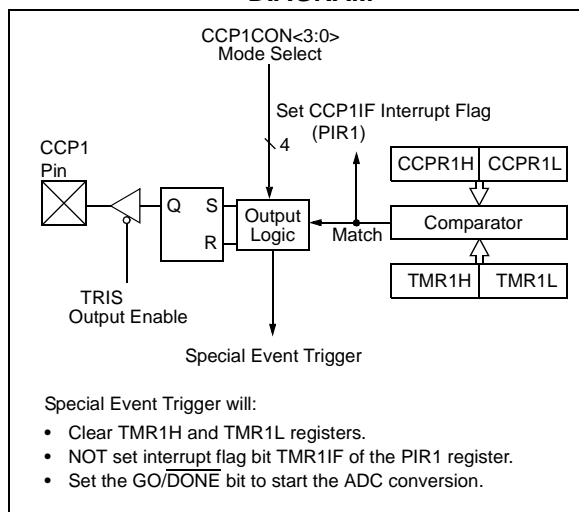 CCP1CON<3:0>
Mode Select
Set CCP1IF Interrupt Flag
(PIR1)
4
CCP1
Pin
CCPR1H CCPR1L
Q S
R
Output
Logic
Match
Comparator
TRIS
Output Enable
TMR1H TMR1L
Special Event Trigger
Special Event Trigger will:
• Clear TMR1H and TMR1L registers.
• NOT set interrupt flag bit TMR1IF of the PIR1 register.
• Set the GO/DONE bit to start the ADC conversion.